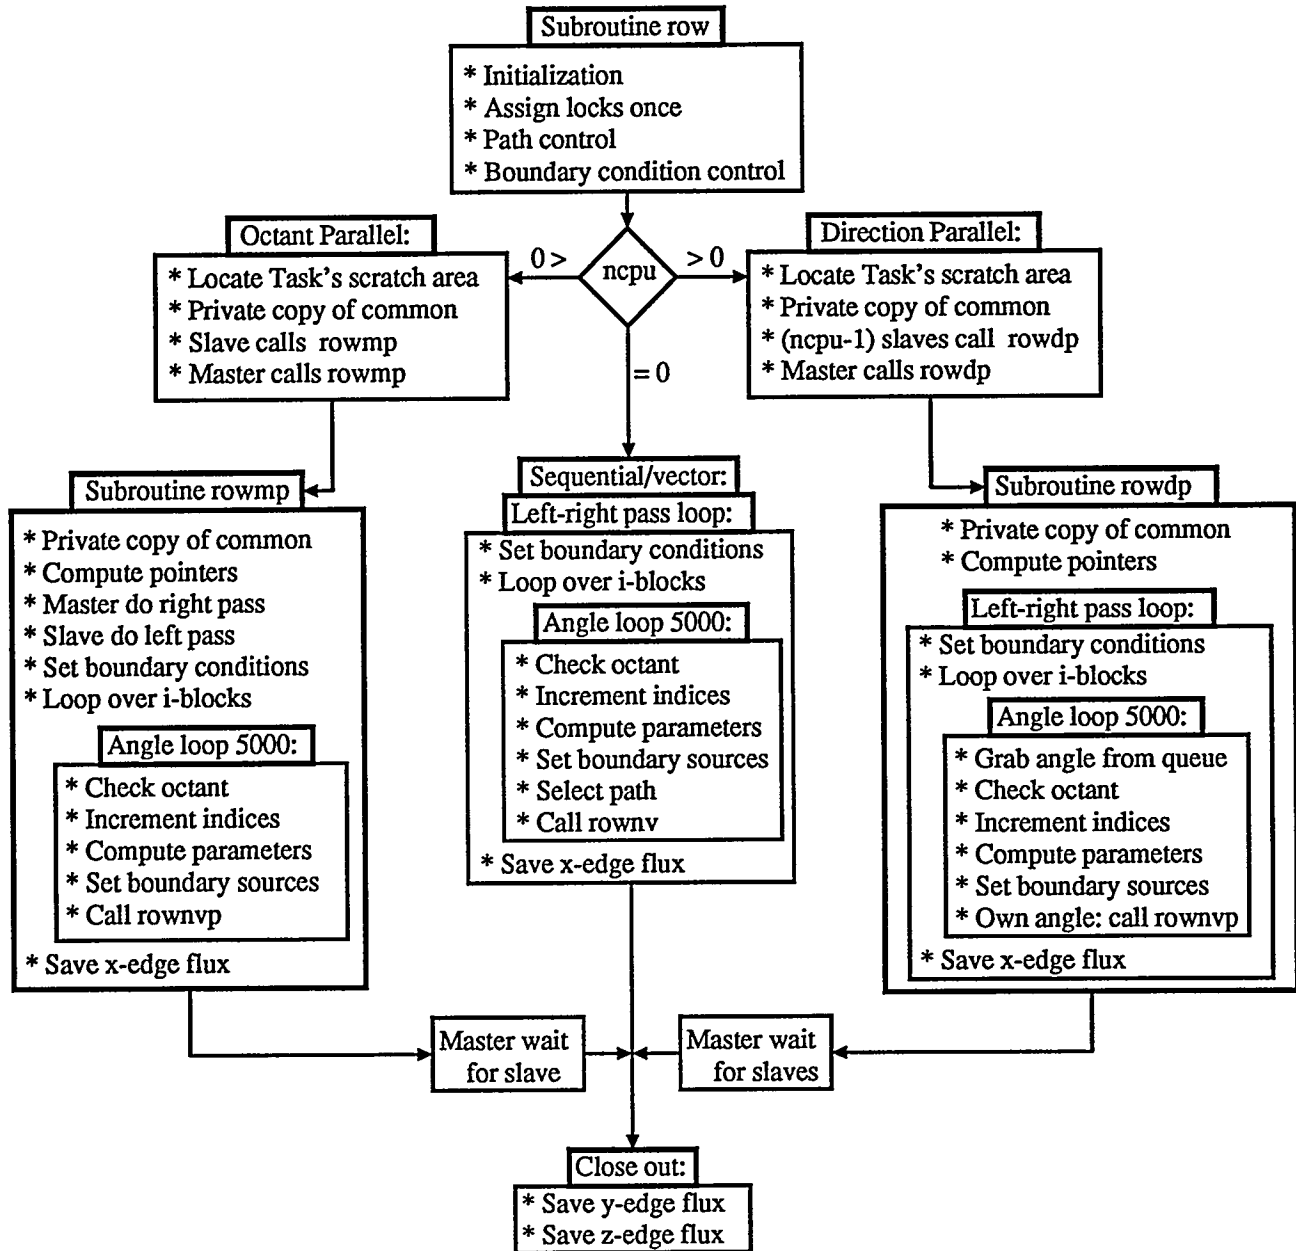 Subroutine row
* Initialization
* Assign locks once
* Path control
* Boundary condition control
ncpu
0 >
> 0
= 0
Octant Parallel:
* Locate Task's scratch area
* Private copy of common
* Slave calls rowmp
* Master calls rowmp
Direction Parallel:
* Locate Task's scratch area
* Private copy of common
* (ncpu-1) slaves call rowdp
* Master calls rowdp
Subroutine rowmp
* Private copy of common
* Compute pointers
* Master do right pass
* Slave do left pass
* Set boundary conditions
* Loop over i-blocks
Angle loop 5000:
* Check octant
* Increment indices
* Compute parameters
* Set boundary sources
* Call rownvp
* Save x-edge flux
Sequential/vector:
Left-right pass loop:
* Set boundary conditions
* Loop over i-blocks
Angle loop 5000:
* Check octant
* Increment indices
* Compute parameters
* Set boundary sources
* Select path
* Call rownv
* Save x-edge flux
Subroutine rowdp
* Private copy of common
* Compute pointers
Left-right pass loop:
* Set boundary conditions
* Loop over i-blocks
Angle loop 5000:
* Grab angle from queue
* Check octant
* Increment indices
* Compute parameters
* Set boundary sources
* Own angle: call rownvp
* Save x-edge flux
Master wait
for slave
Master wait
for slaves
Close out:
* Save y-edge flux
* Save z-edge flux